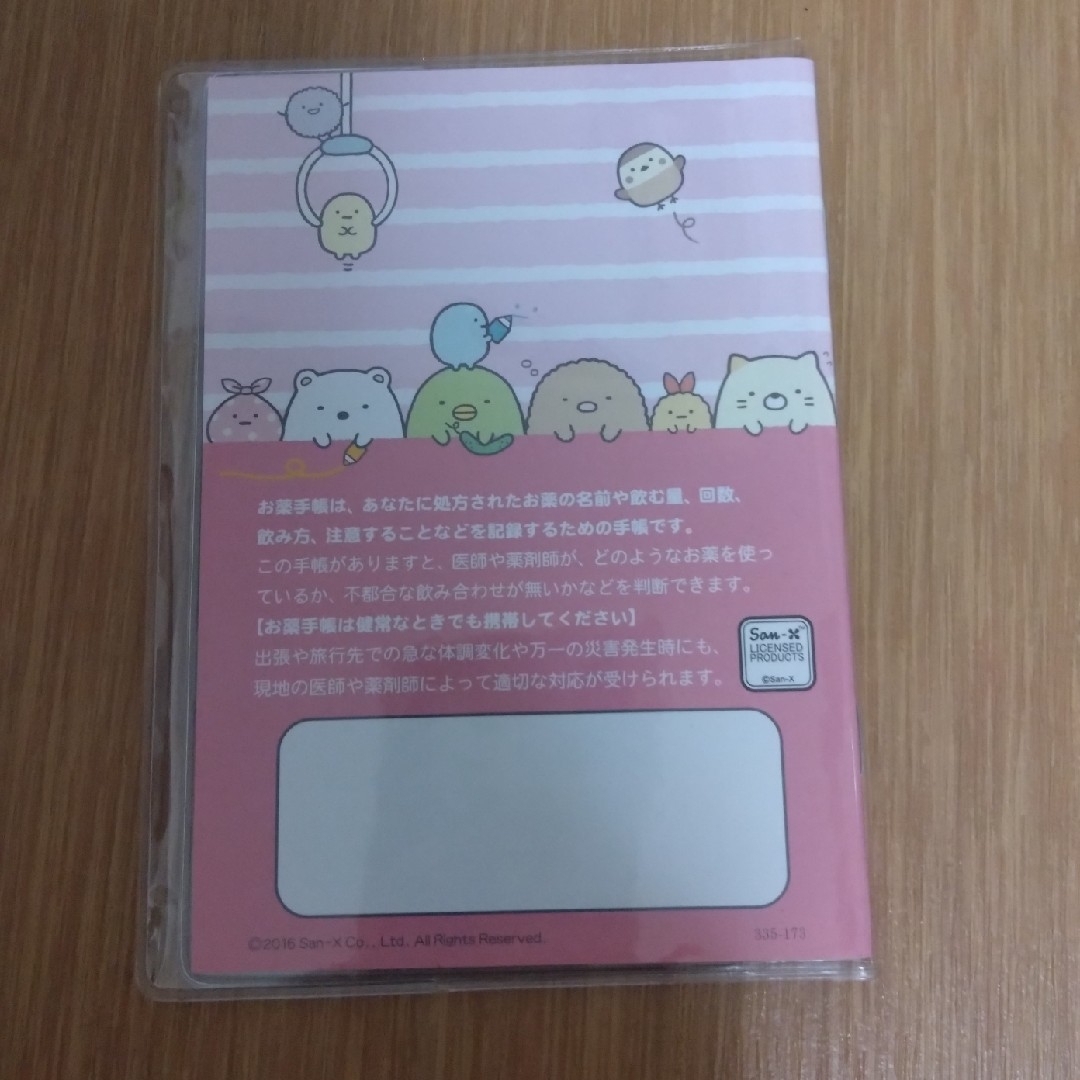 お薬手帳は、あなたに処方されたお薬の名前や飲む量、回数、
飲み方、注意することなどを記録するための手帳です。
この手帳がありますと、医師や薬剤師が、どのようなお薬を使っ
ているか、不都合な飲み合わせが無いかなどを判断できます。
【お薬手帳は健常なときでも携帯してください】
出張や旅行先での急な体調変化や万一の災害発生時にも、
現地の医師や薬剤師によって適切な対応が受けられます。
San-X™
LICENSED
PRODUCTS
©San-X
©2016 San-X Co., Ltd. All Rights Reserved.
335-173